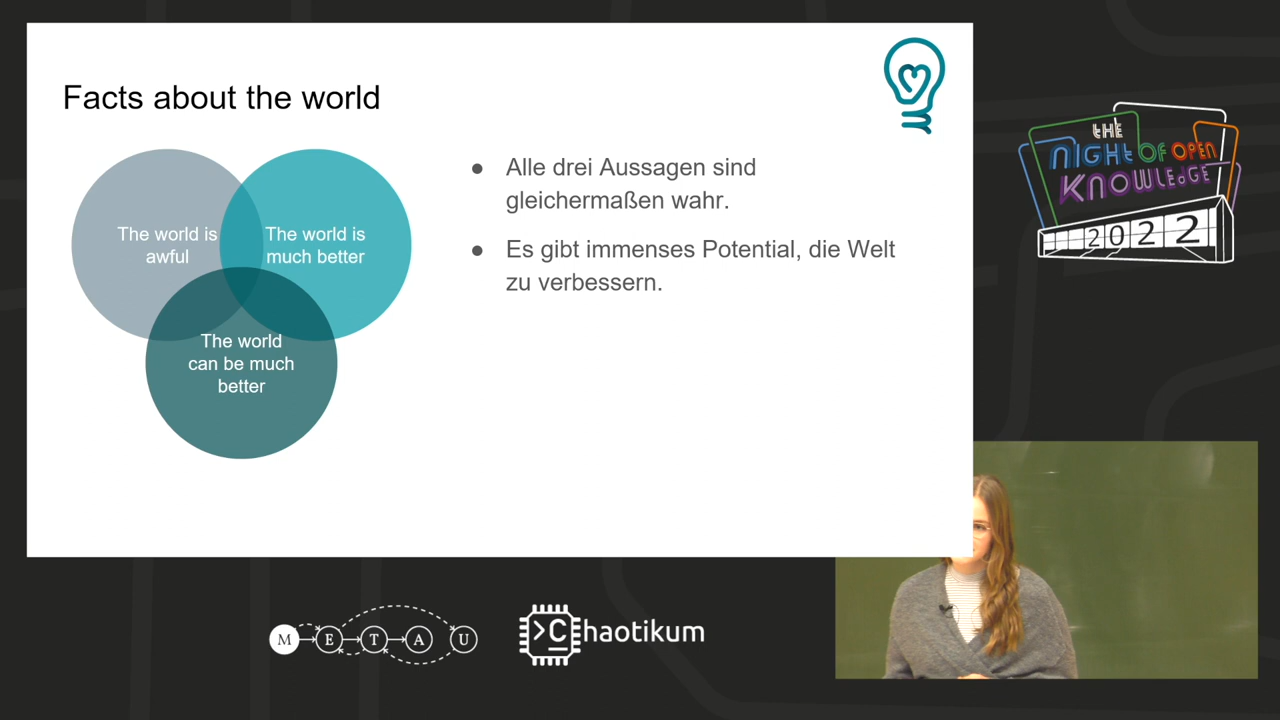 Facts about the world
The world is
awful
The world is
much better
The world
can be much
better
● Alle drei Aussagen sind
gleichermaßen wahr.
● Es gibt immenses Potential, die Welt
zu verbessern.
THE
NIGHT OF OPEN
KNOWLEDGE
2022
M E T A U
>C_haotikum